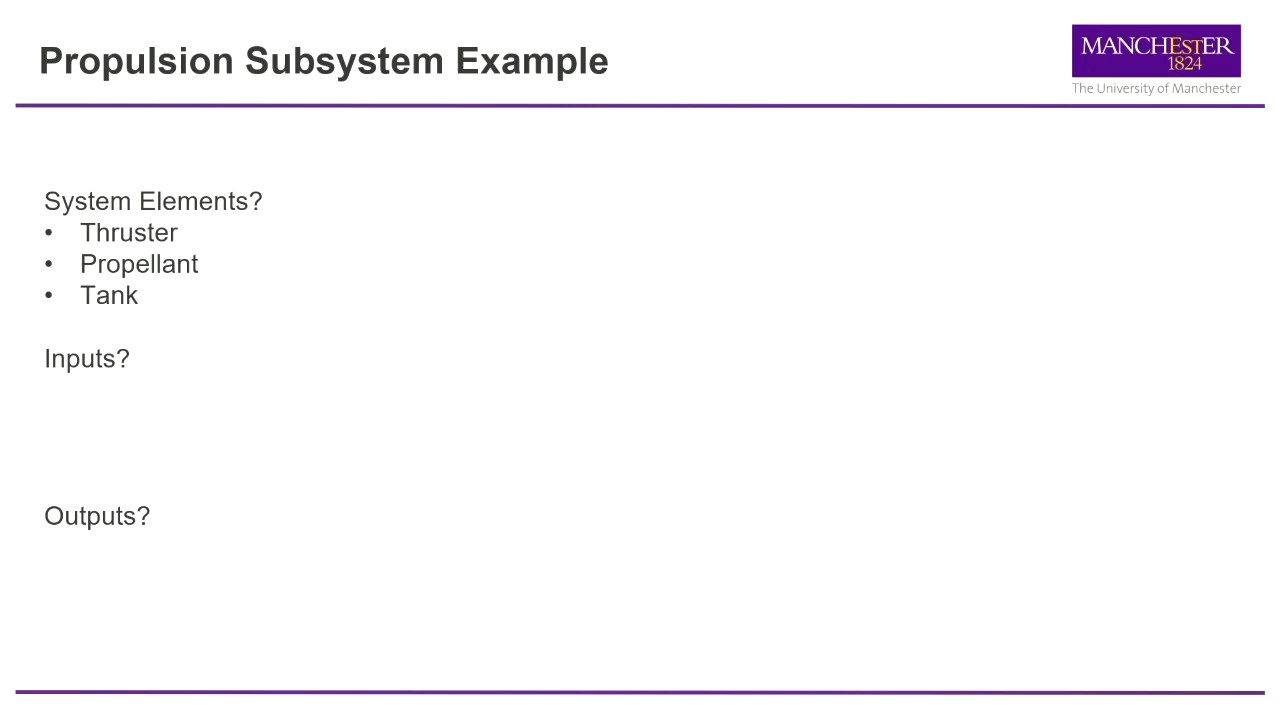 Propulsion Subsystem Example
MANCHEsTER
1824
The University of Manchester
System Elements?
• Thruster
• Propellant
• Tank
Inputs?
Outputs?